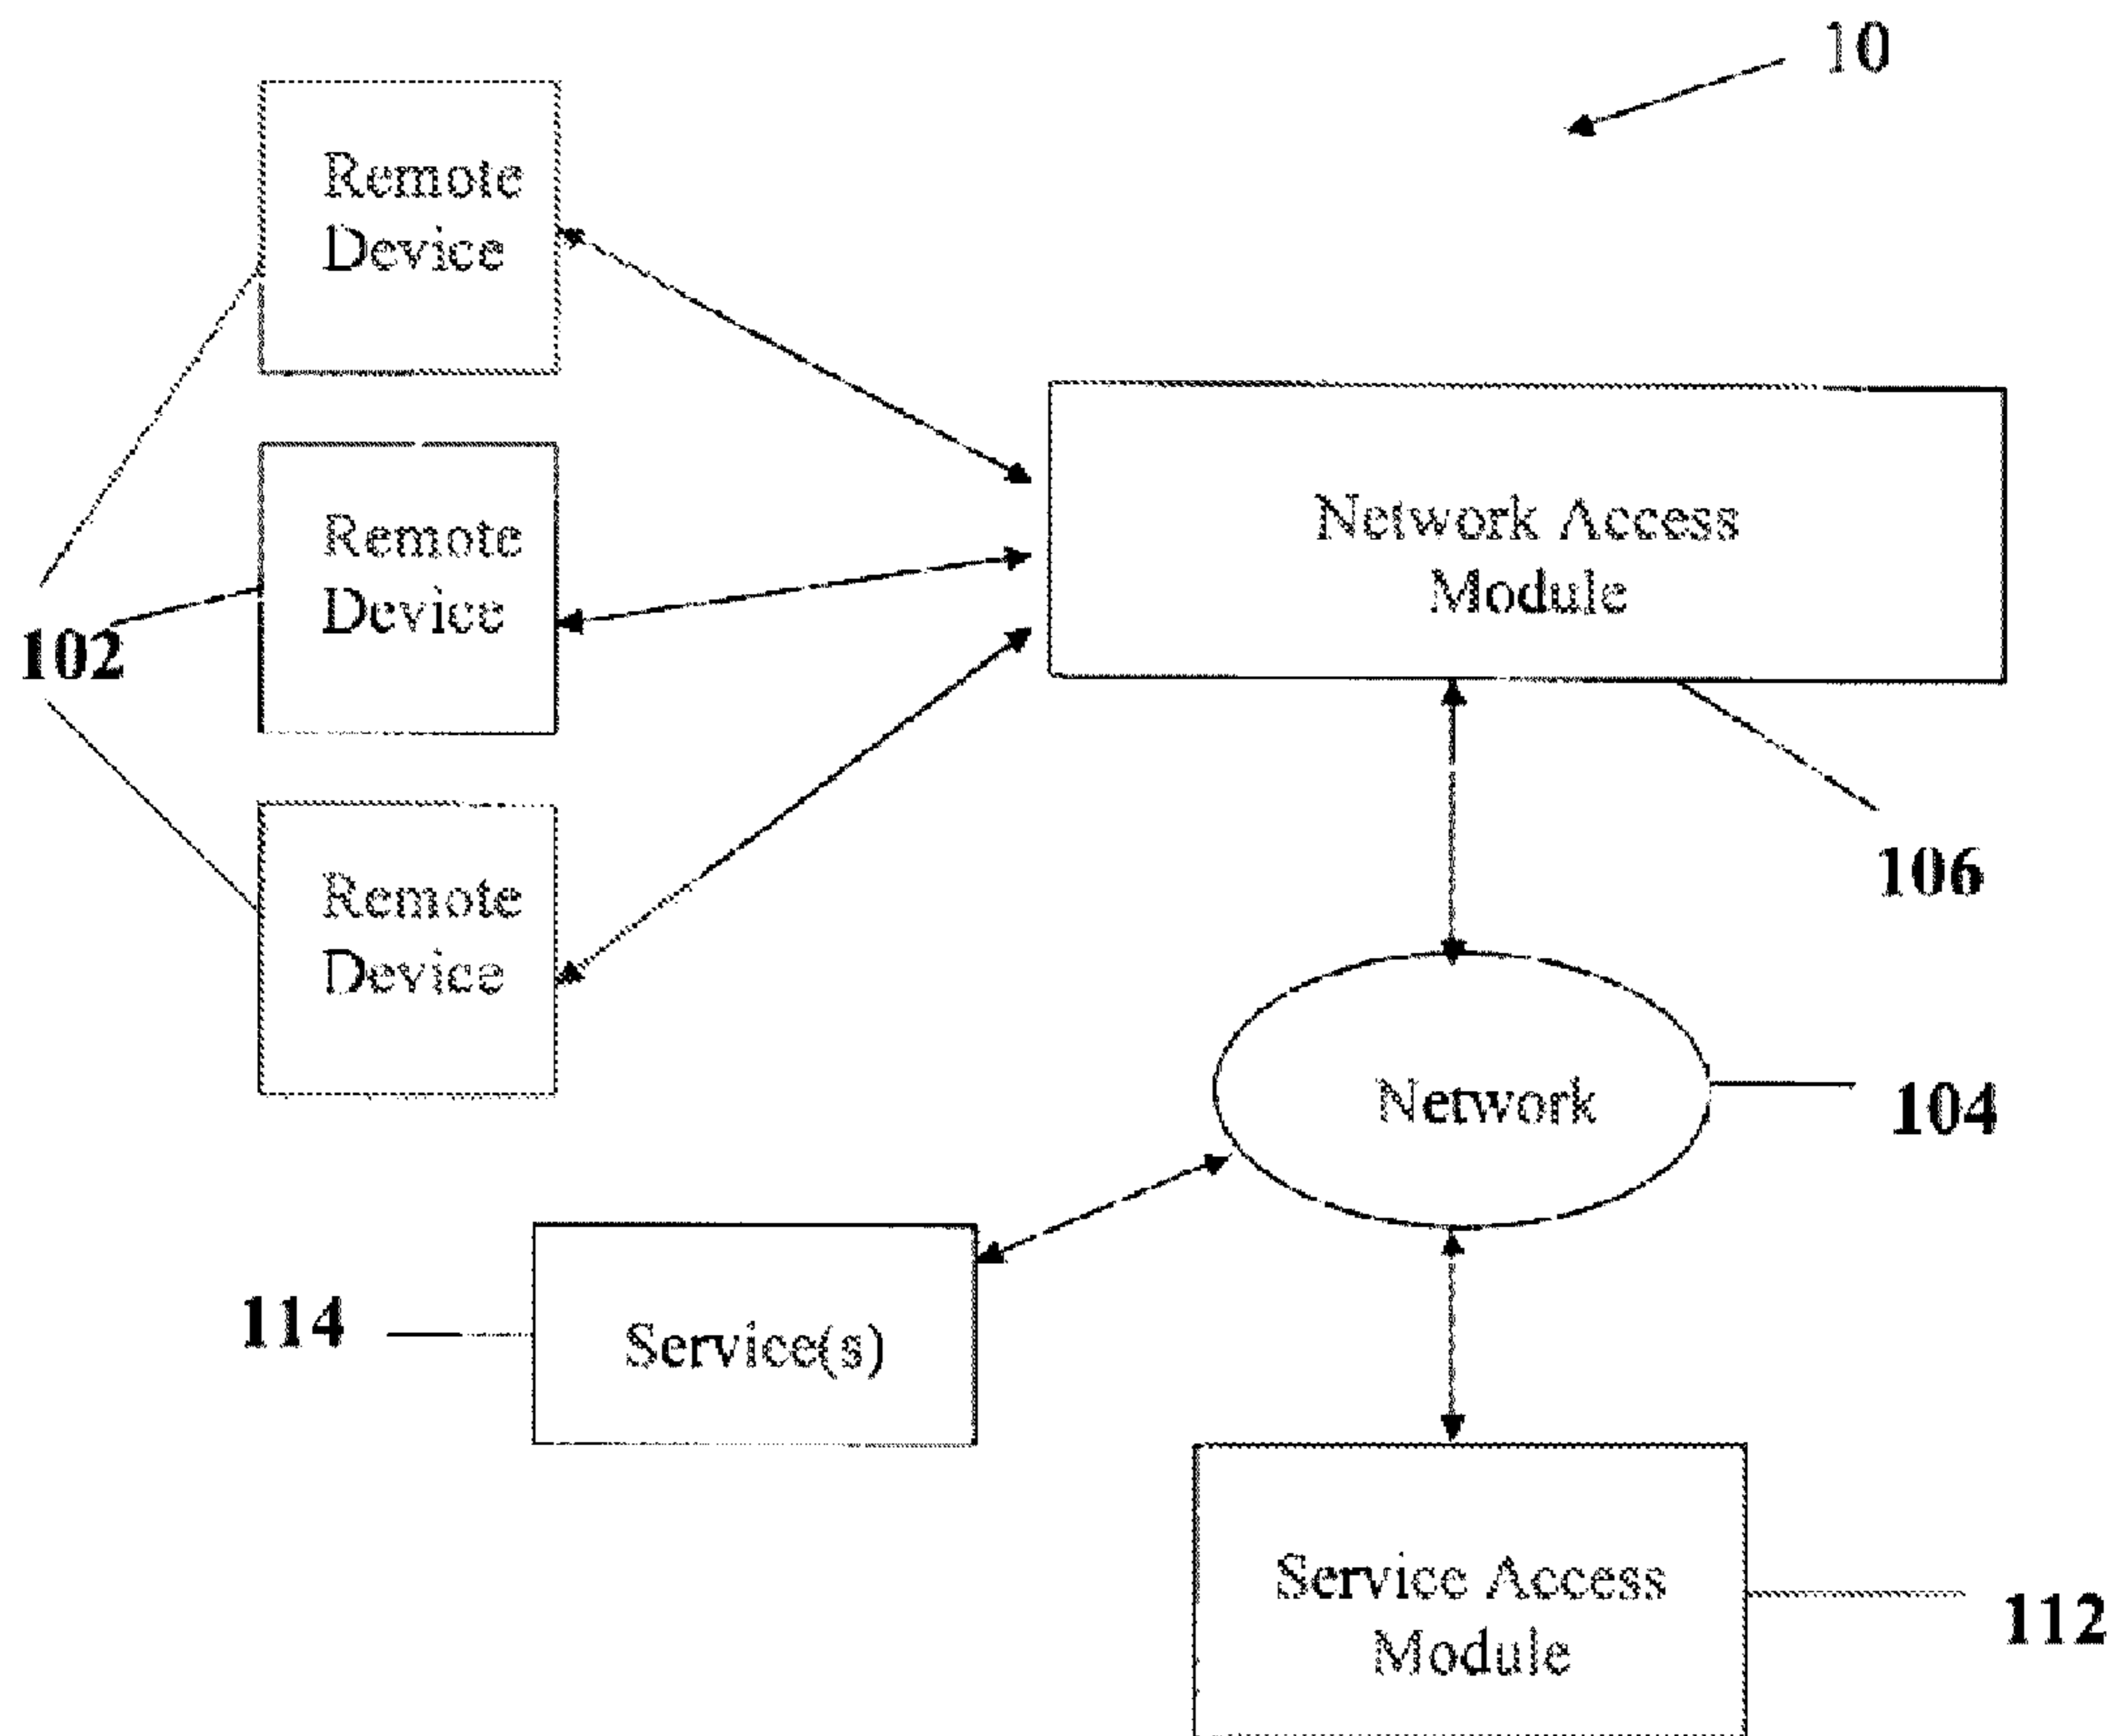 10
Remote
Device
Network Access
Module
Remote
Device
102
106
Remote
Device
Network
104
114
Service(s)
Service Access
Module
112